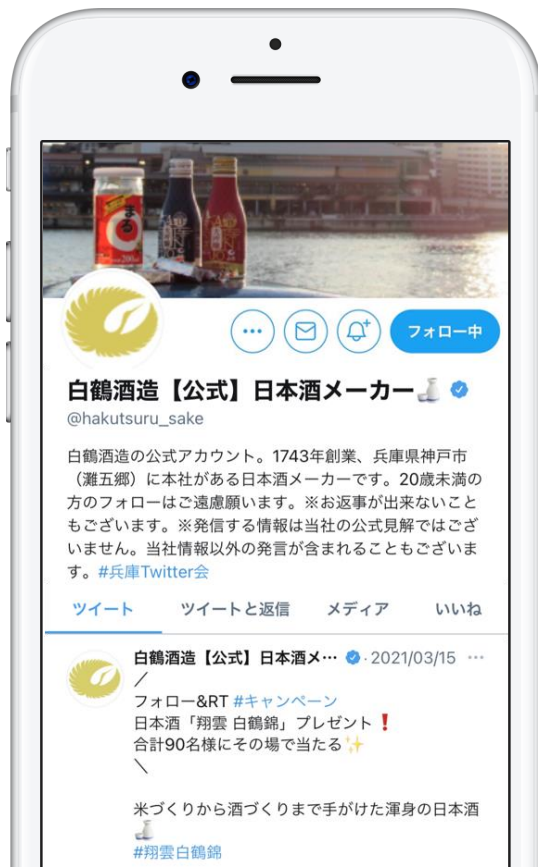 まる
フォロー中
白鶴酒造【公式】日本酒メーカー🍶
@hakutsuru_sake
白鶴酒造の公式アカウント。1743年創業、兵庫県神戸市
（灘五郷）に本社がある日本酒メーカーです。20歳未満の
方のフォローはご遠慮願います。※お返事が出来ないこと
もございます。※発信する情報は当社の公式見解ではござ
いません。当社情報以外の発言が含まれることもございま
す。#兵庫Twitter会
ツイート ツイートと返信 メディア いいね
白鶴酒造【公式】日本酒メ… · 2021/03/15 …
／
フォロー&RT #キャンペーン
日本酒「翔雲 白鶴錦」プレゼント❗
合計90名様にその場で当たる✨
＼
米づくりから酒づくりまで手がけた渾身の日本酒
🍶
#翔雲白鶴錦